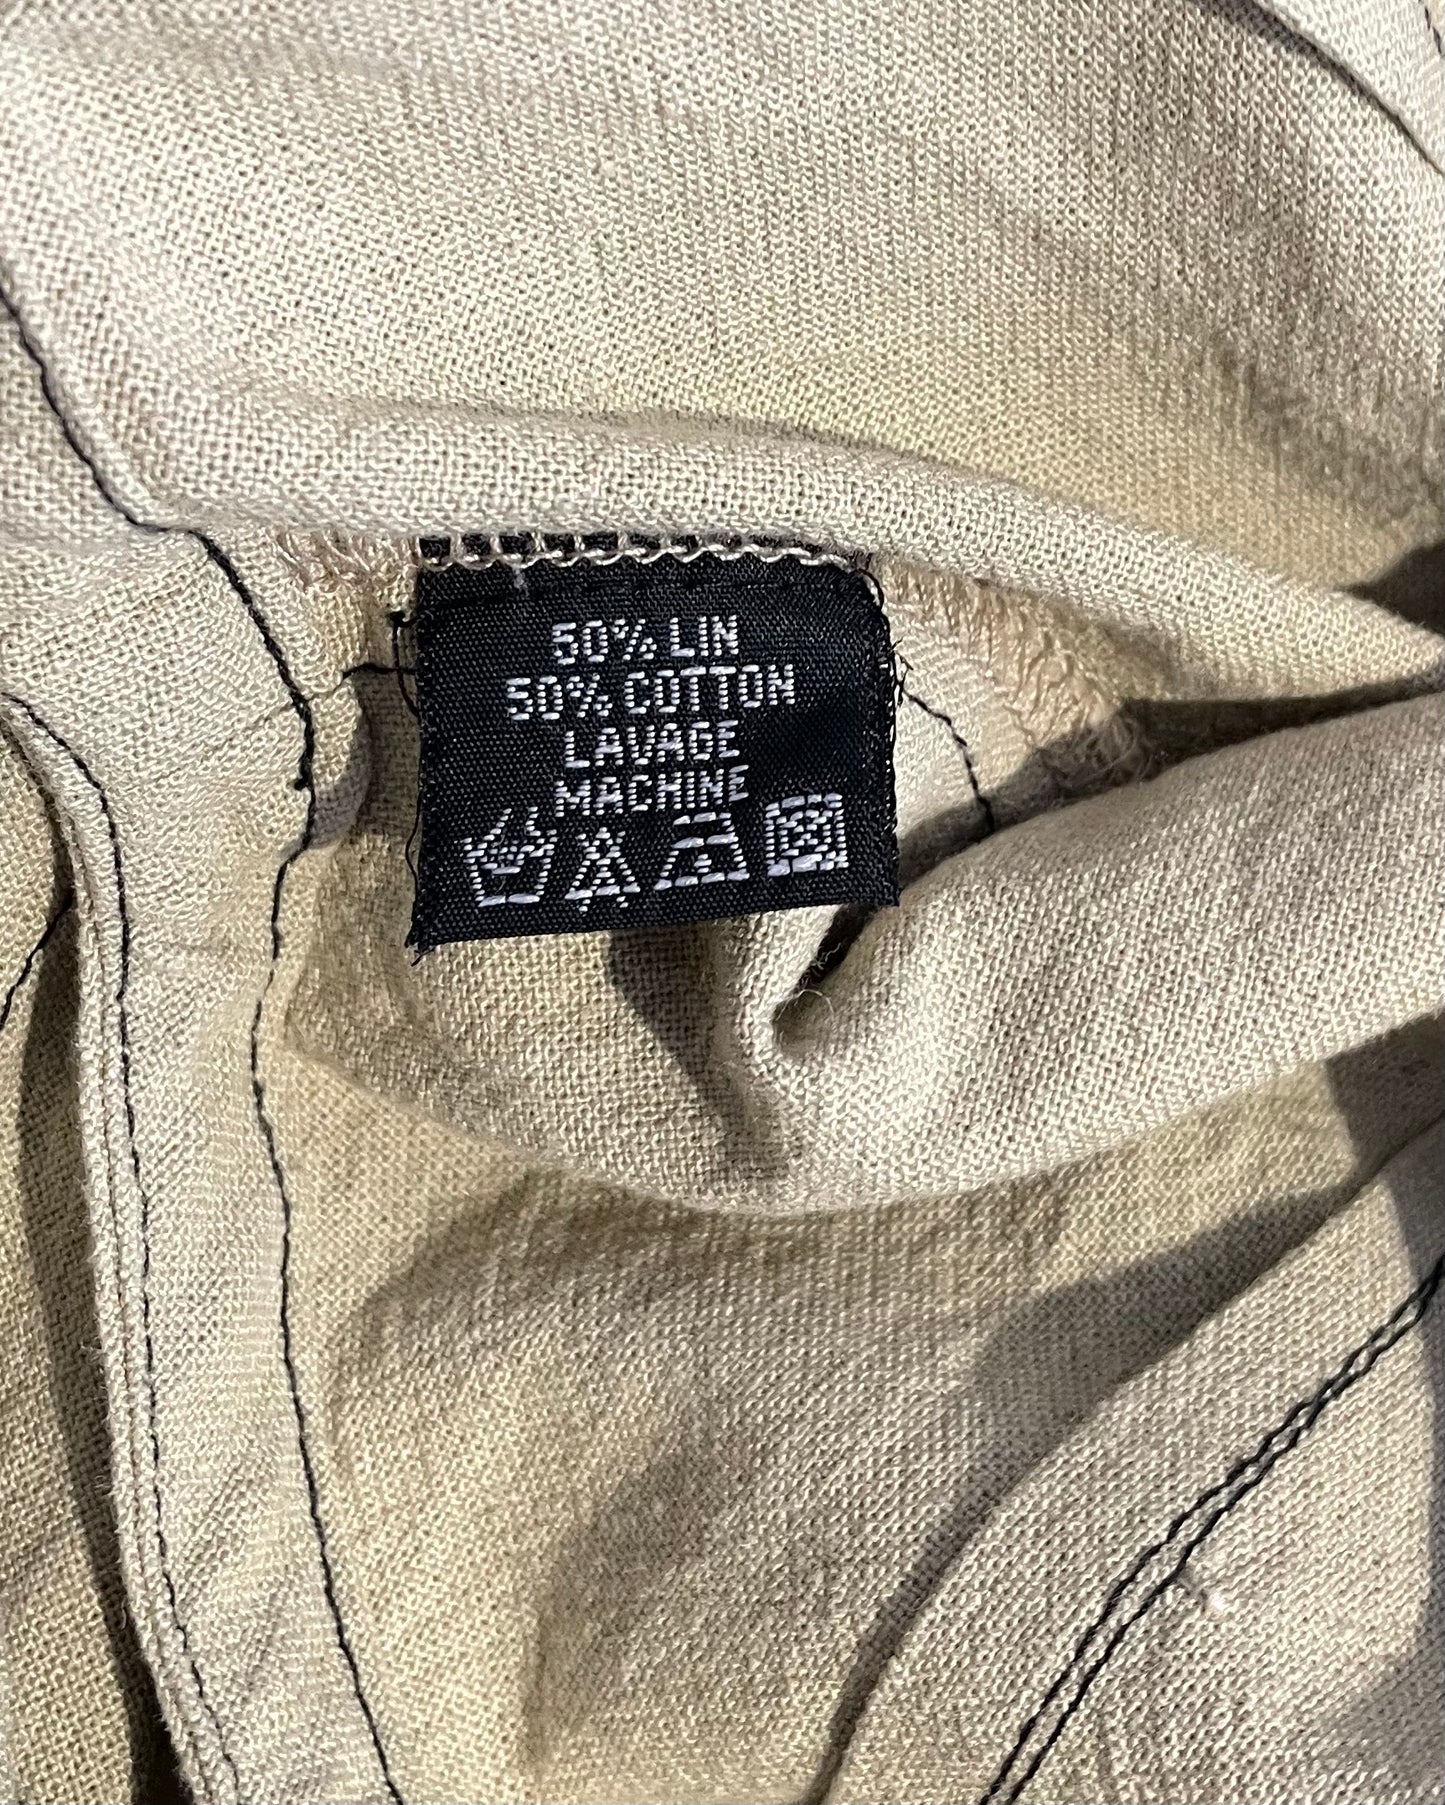 50% LIN
50% COTTON
LAVAGE
MACHINE